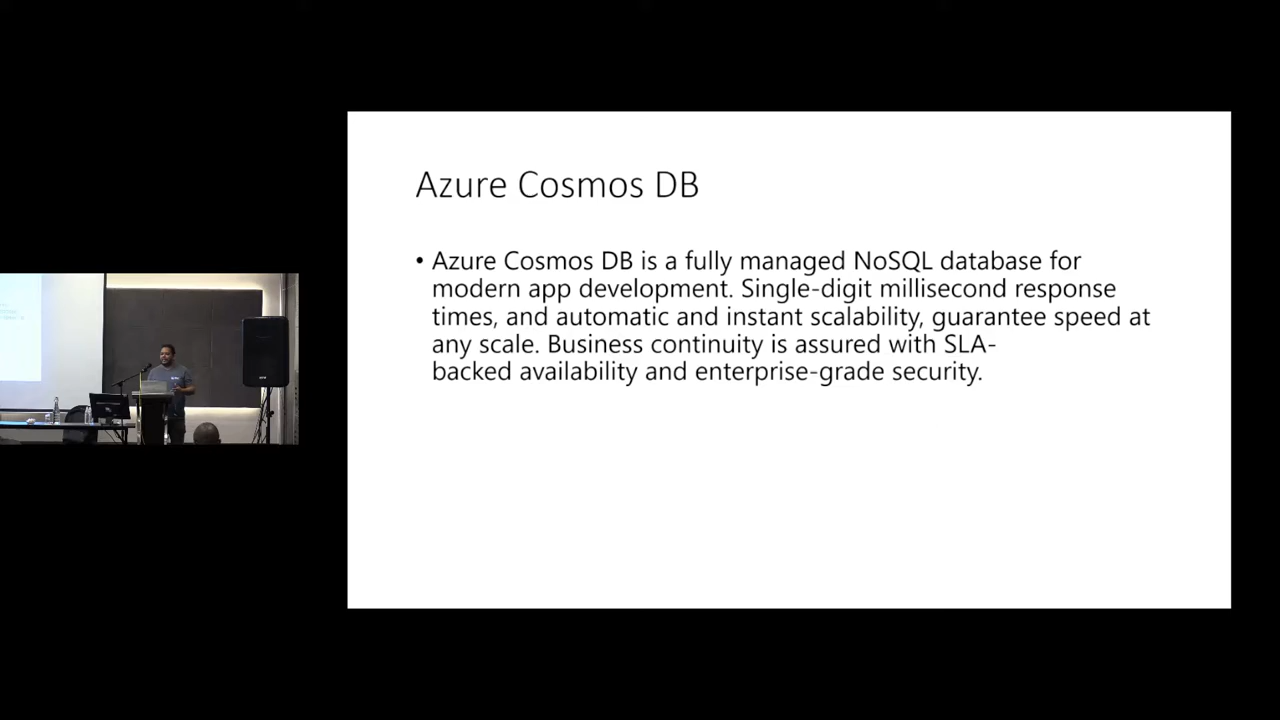 Azure Cosmos DB
• Azure Cosmos DB is a fully managed NoSQL database for
modern app development. Single-digit millisecond response
times, and automatic and instant scalability, guarantee speed at
any scale. Business continuity is assured with SLA-
backed availability and enterprise-grade security.